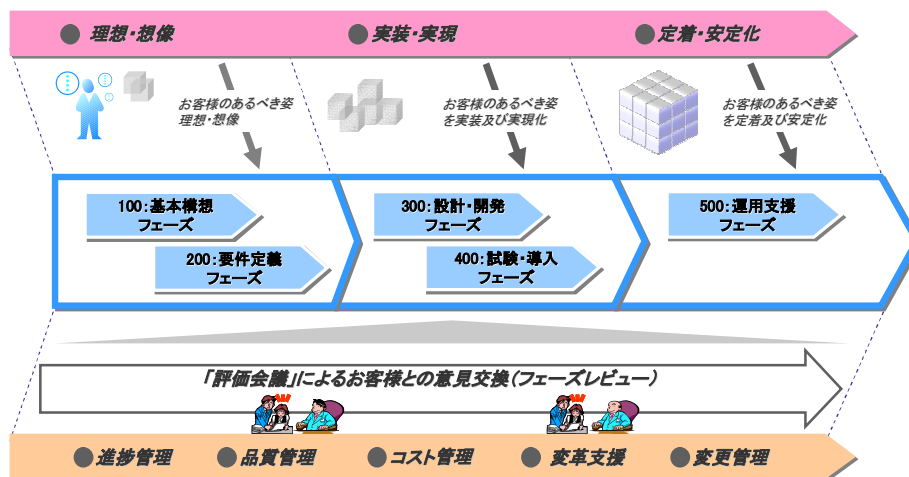 理想・想像
実装・実現
定着・安定化
お客様のあるべき姿
理想・想像
お客様のあるべき姿
を実装及び実現化
お客様のあるべき姿
を定着及び安定化
100:基本構想
フェーズ
200:要件定義
フェーズ
300:設計・開発
フェーズ
400:試験・導入
フェーズ
500:運用支援
フェーズ
「評価会議」によるお客様との意見交換(フェーズレビュー)
進捗管理
品質管理
コスト管理
変革支援
変更管理